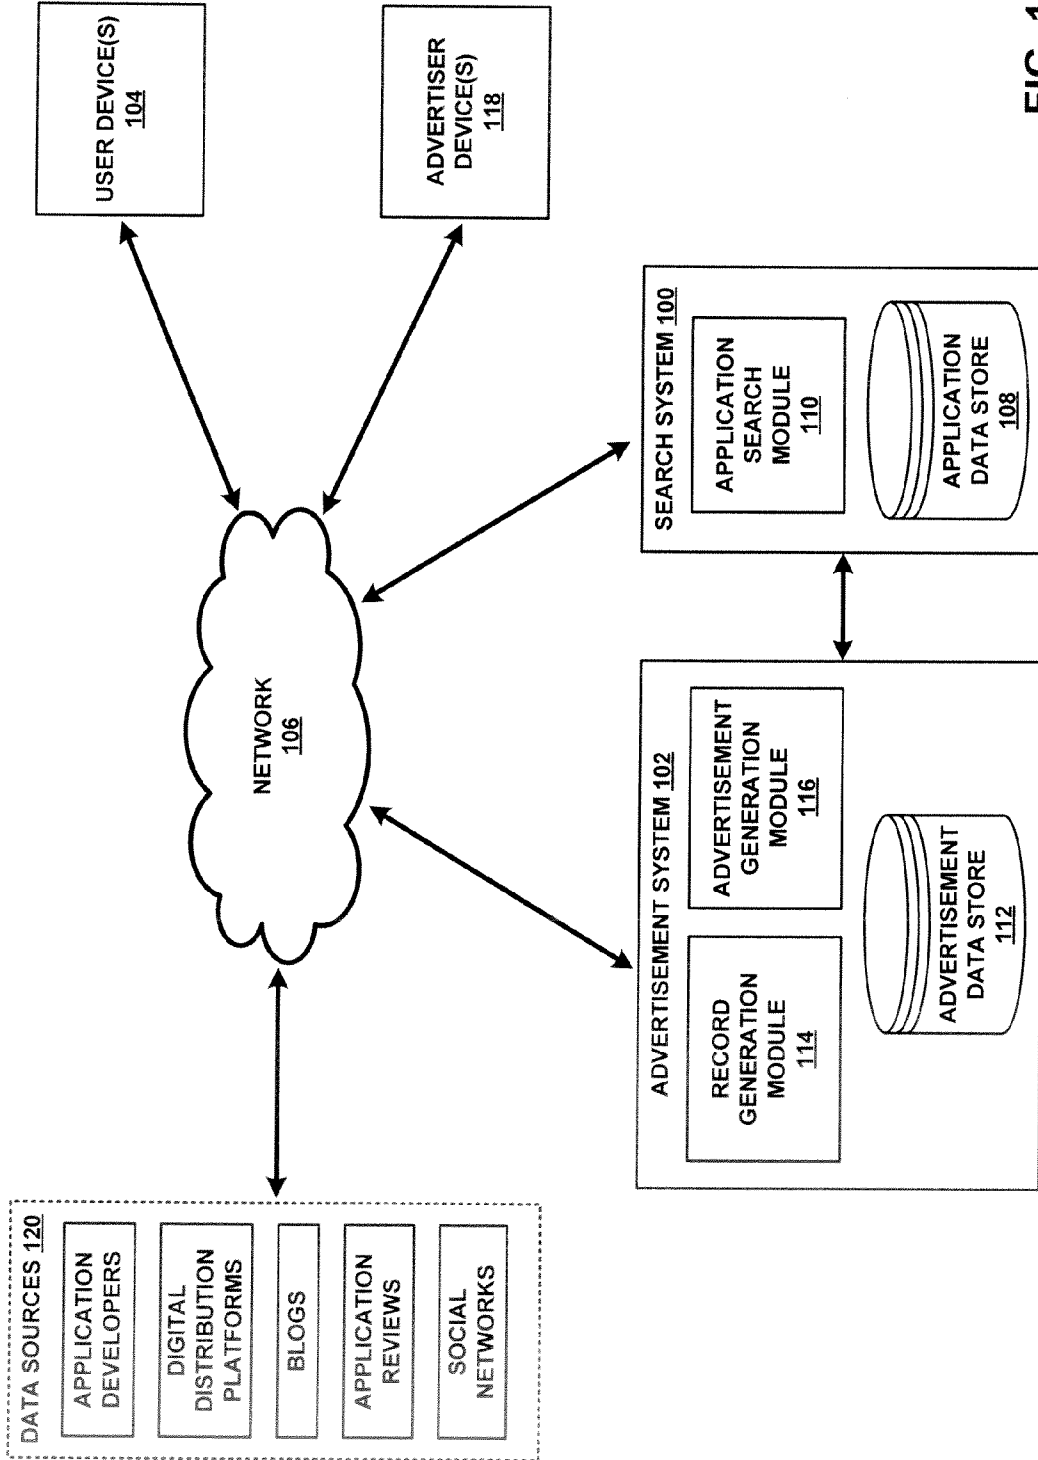 DATA SOURCES 120
APPLICATION
DEVELOPERS
DIGITAL
DISTRIBUTION
PLATFORMS
BLOGS
APPLICATION
REVIEWS
SOCIAL
NETWORKS
NETWORK
106
USER DEVICE(S)
104
ADVERTISER
DEVICE(S)
118
ADVERTISEMENT SYSTEM 102
RECORD
GENERATION
MODULE
114
ADVERTISEMENT
GENERATION
MODULE
116
ADVERTISEMENT
DATA STORE
112
SEARCH SYSTEM 100
APPLICATION
SEARCH
MODULE
110
APPLICATION
DATA STORE
108
FIG. 1